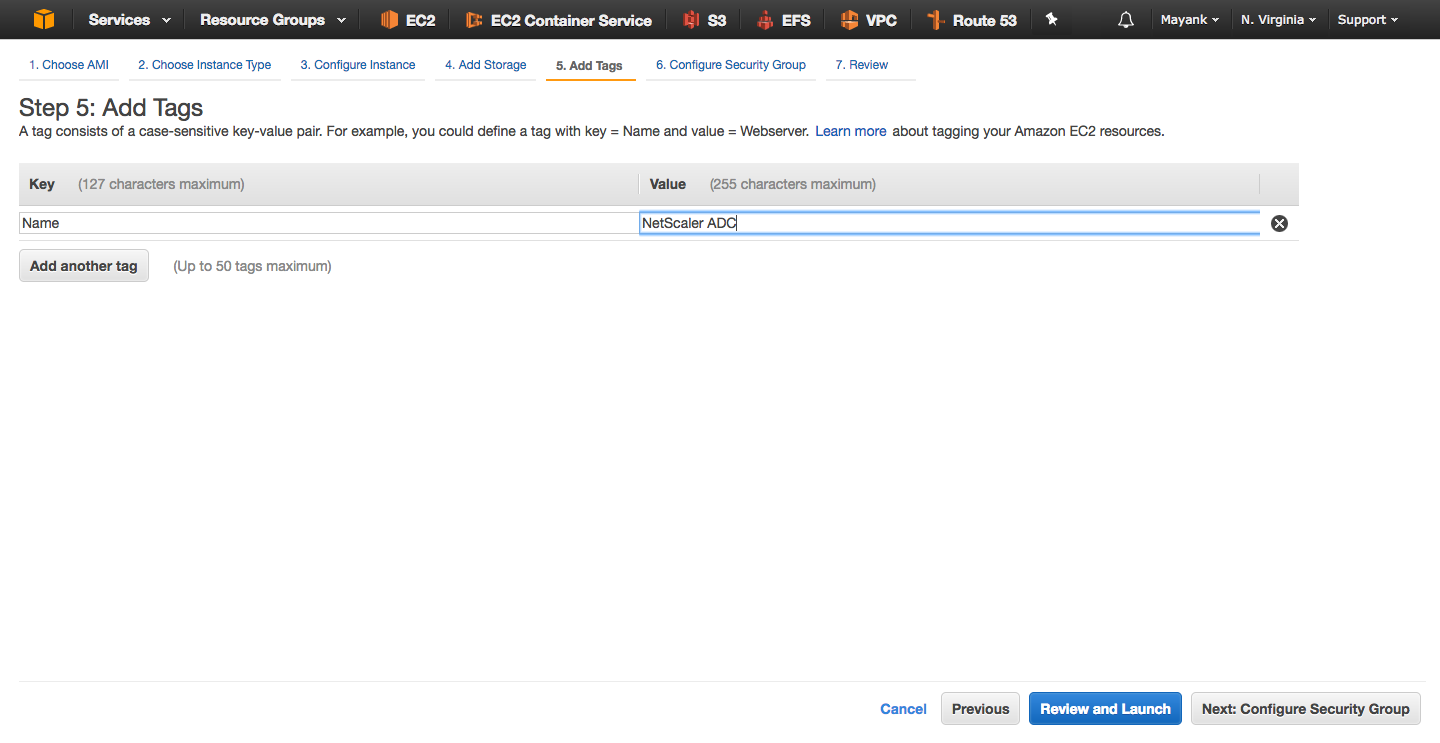 Services Resource Groups EC2 EC2 Container Service S3 EFS VPC Route 53 Mayank N. Virginia Support
1. Choose AMI 2. Choose Instance Type 3. Configure Instance 4. Add Storage 5. Add Tags 6. Configure Security Group 7. Review
Step 5: Add Tags
A tag consists of a case-sensitive key-value pair. For example, you could define a tag with key = Name and value = Webserver. Learn more about tagging your Amazon EC2 resources.
Key (127 characters maximum) Value (255 characters maximum)
Name NetScaler ADC
Add another tag (Up to 50 tags maximum)
Cancel Previous Review and Launch Next: Configure Security Group